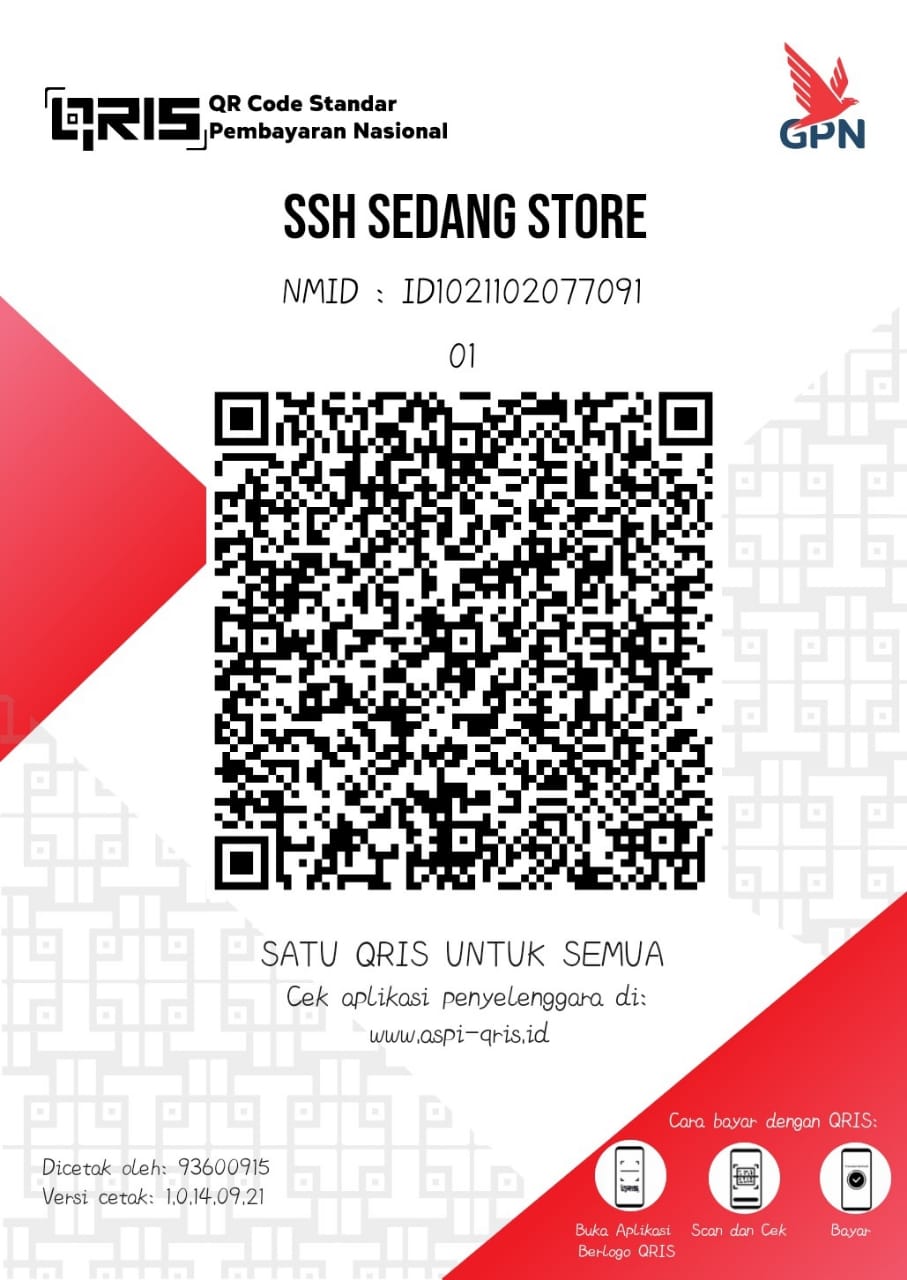 QRIS QR Code Standar
Pembayaran Nasional
GPN
SSH SEDANG STORE
NMID : ID1021102077091
01
SATU QRIS UNTUK SEMUA
Cek aplikasi penyelenggara di:
www.aspi-qris.id
Cara bayar dengan QRIS:
Dicetak oleh: 93600915
Versi cetak: 1.0.14.09.21
QRIS
Buka Aplikasi
Berlogo QRIS
Scan dan Cek
Bayar